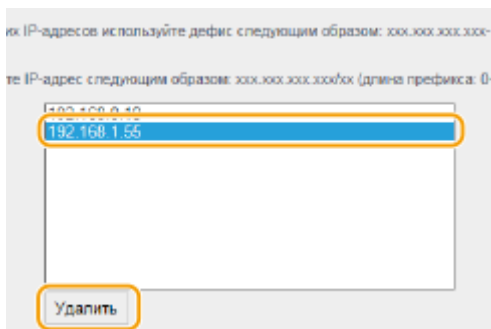 их IP-адресов используйте дефис следующим образом: xxx.xxx.xxx.xxx-
те IP-адрес следующим образом: xxx.xxx.xxx.xxx/xx (длина префикса: 0-
192.168.1.55
Удалить